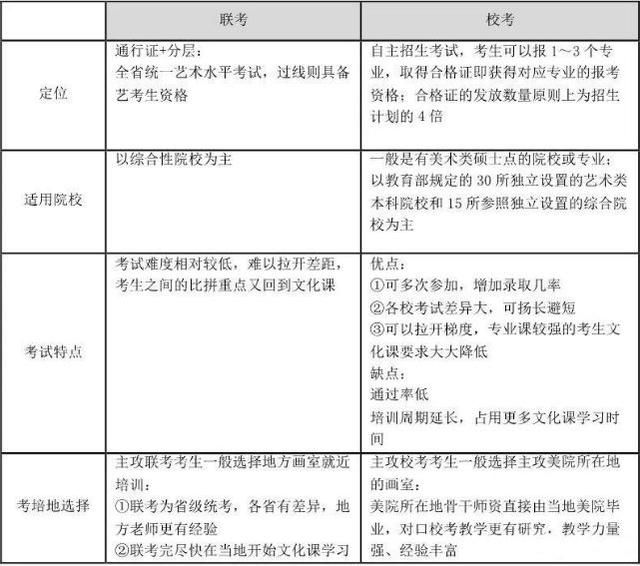 联考
校考
定位
通行证+分层：
全省统一艺术水平考试，过线则具备
艺考生资格
自主招生考试，考生可以报 1～3 个专
业，取得合格证即获得对应专业的报考
资格；合格证的发放数量原则上为招生
计划的 4 倍
适用院校
以综合性院校为主
一般是有美术类硕士点的院校或专业；
以教育部规定的 30 所独立设置的艺术类
本科院校和 15 所参照独立设置的综合院
校为主
考试特点
考试难度相对较低，难以拉开差距，
考生之间的比拼重点又回到文化课
优点：
①可多次参加，增加录取几率
②各校考试差异大，可扬长避短
③可以拉开梯度，专业课较强的考生文
化课要求大大降低
缺点：
通过率低
培训周期延长，占用更多文化课学习时
间
考培地选择
主攻联考考生一般选择地方画室就近
培训：
①联考为省级统考，各省有差异，地
方老师更有经验
②联考完尽快在当地开始文化课学习
主攻校考考生一般选择主攻美院所在地
的画室：
美院所在地骨干师资直接由当地美院毕
业，对口校考教学更有研究，教学力量
强、经验丰富